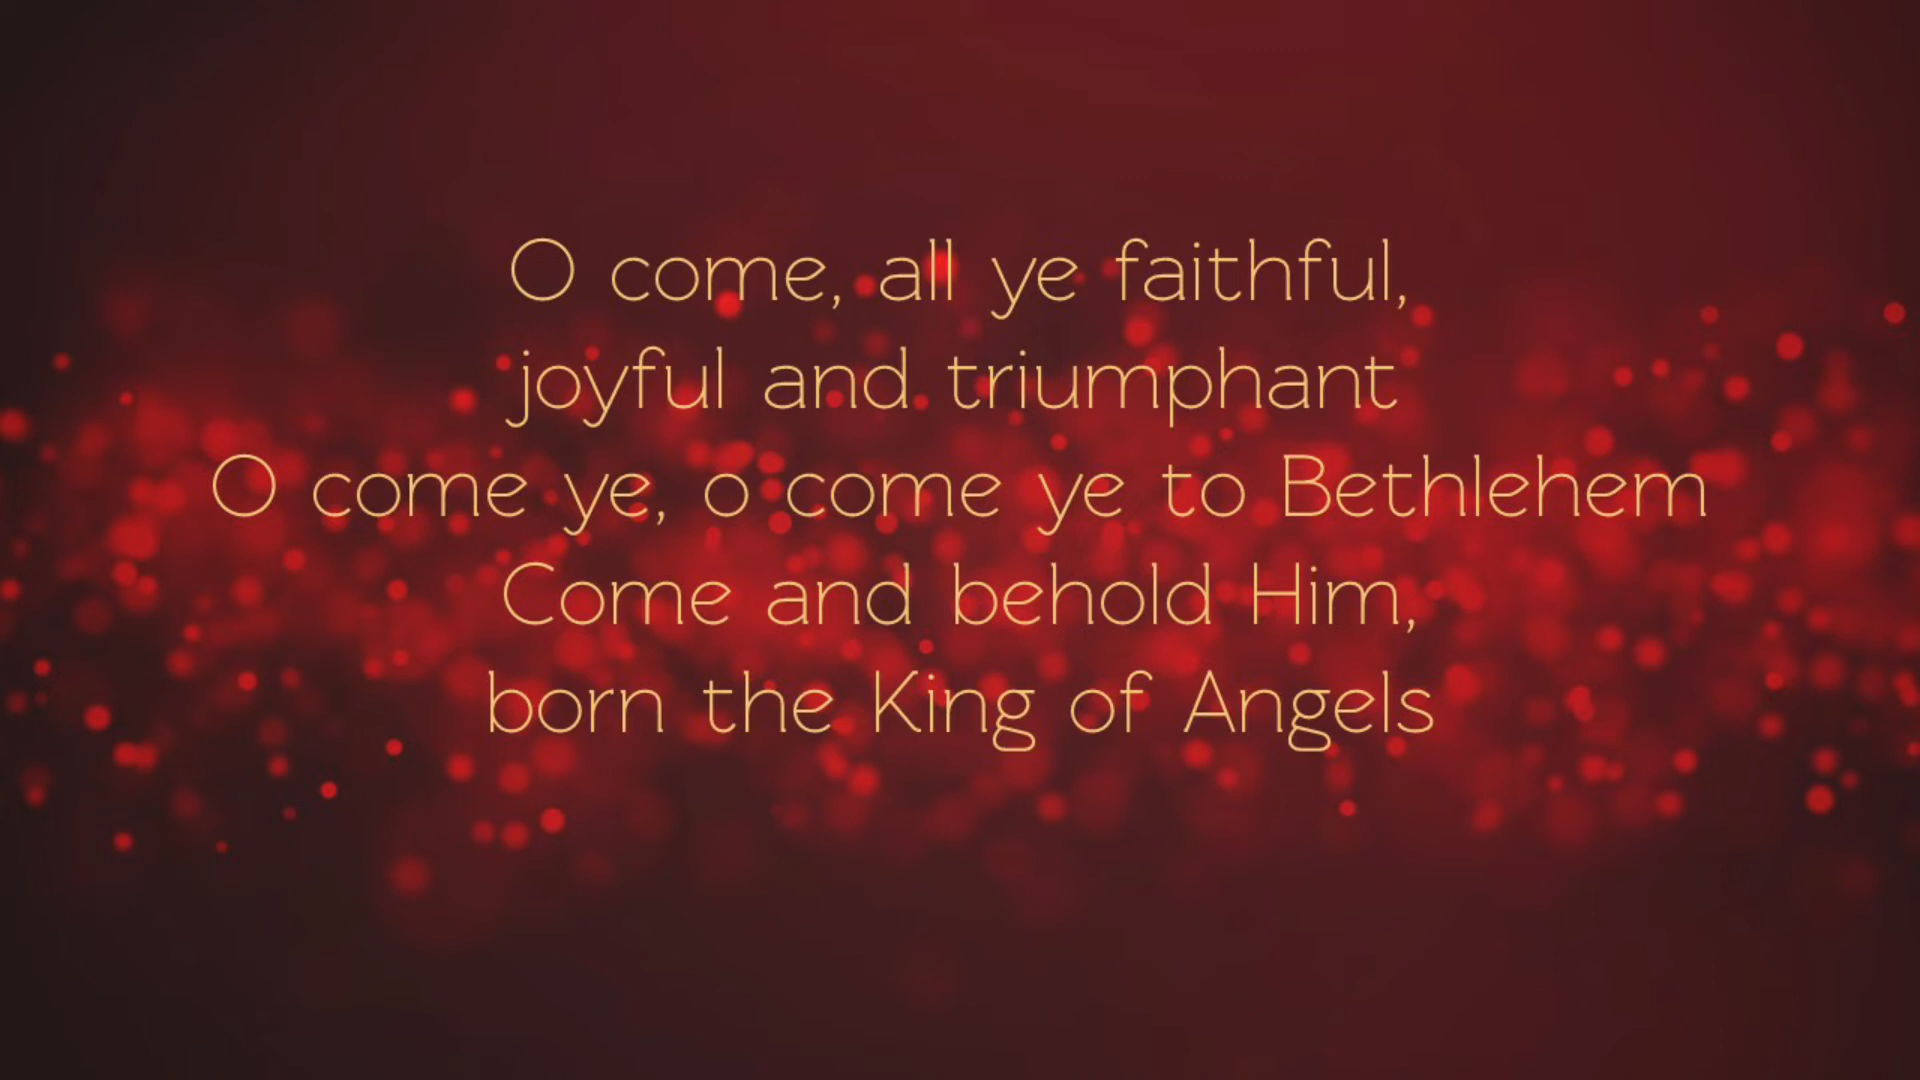 O come, all ye faithful,
joyful and triumphant
O come ye, o come ye to Bethlehem
Come and behold Him,
born the King of Angels